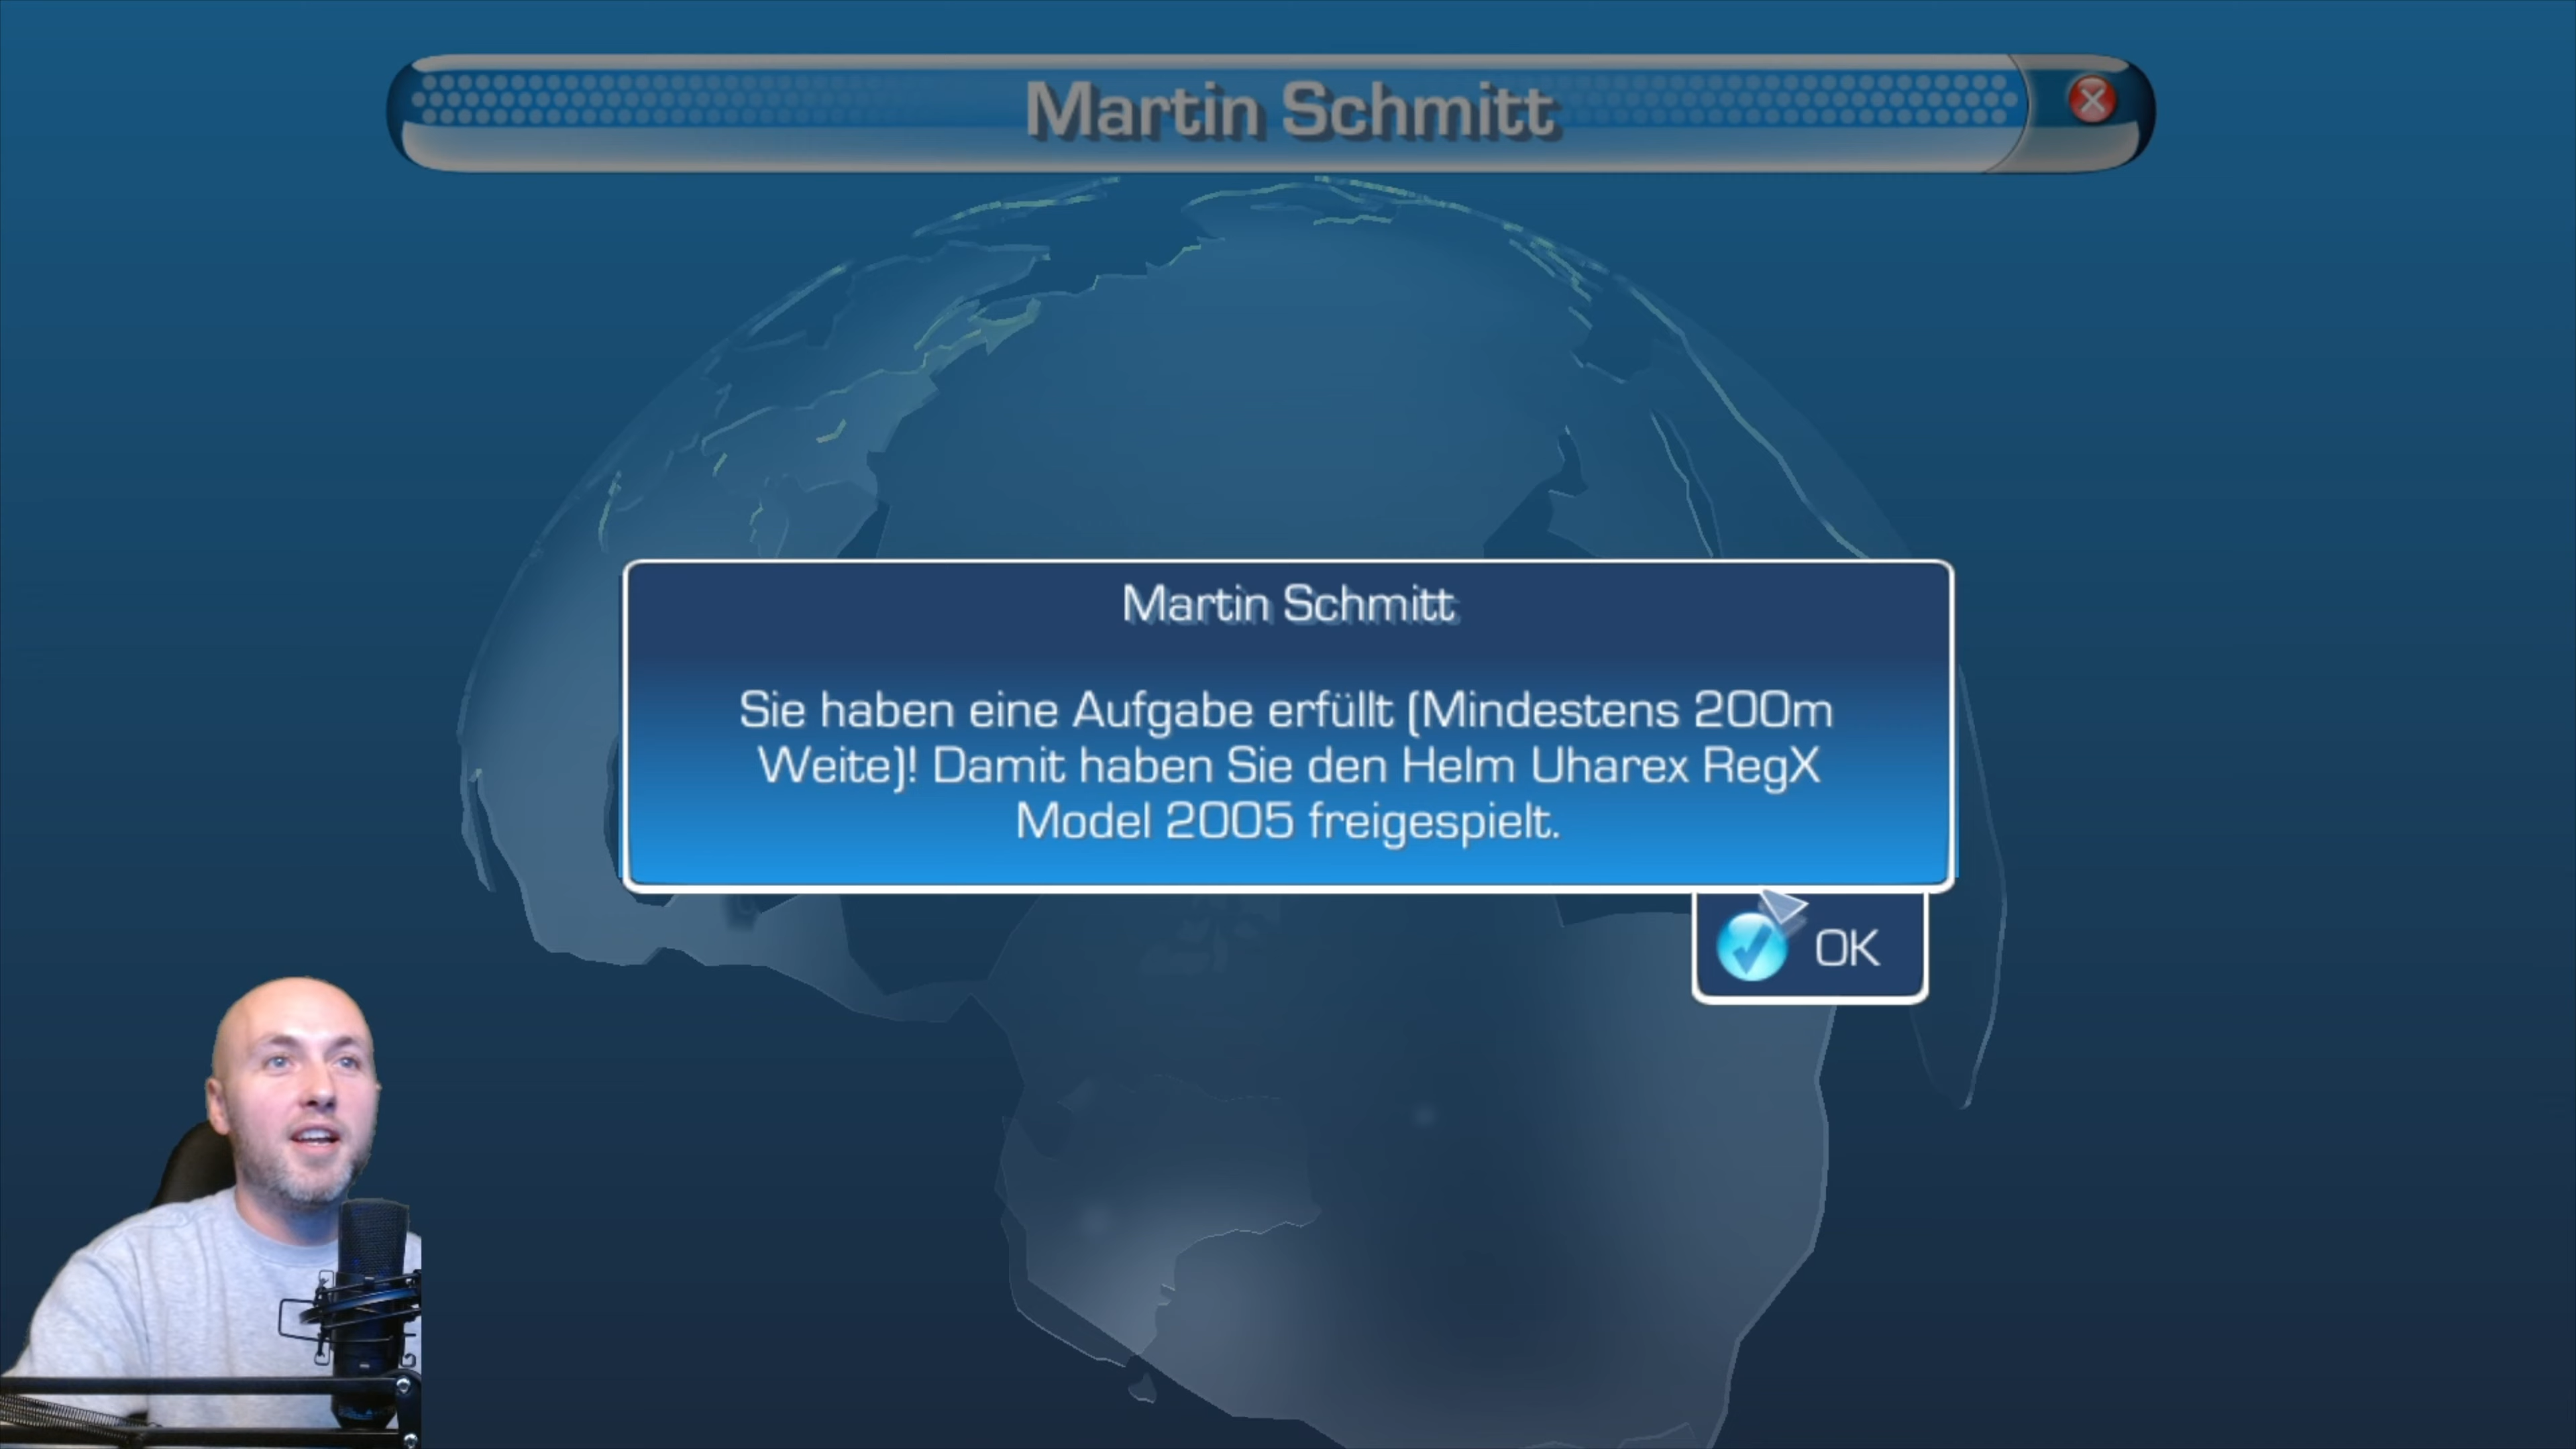 Martin Schmitt
Martin Schmitt
Sie haben eine Aufgabe erfüllt (Mindestens 200m
Weite)! Damit haben Sie den Helm Uharex RegX
Model 2005 freigespielt.
OK